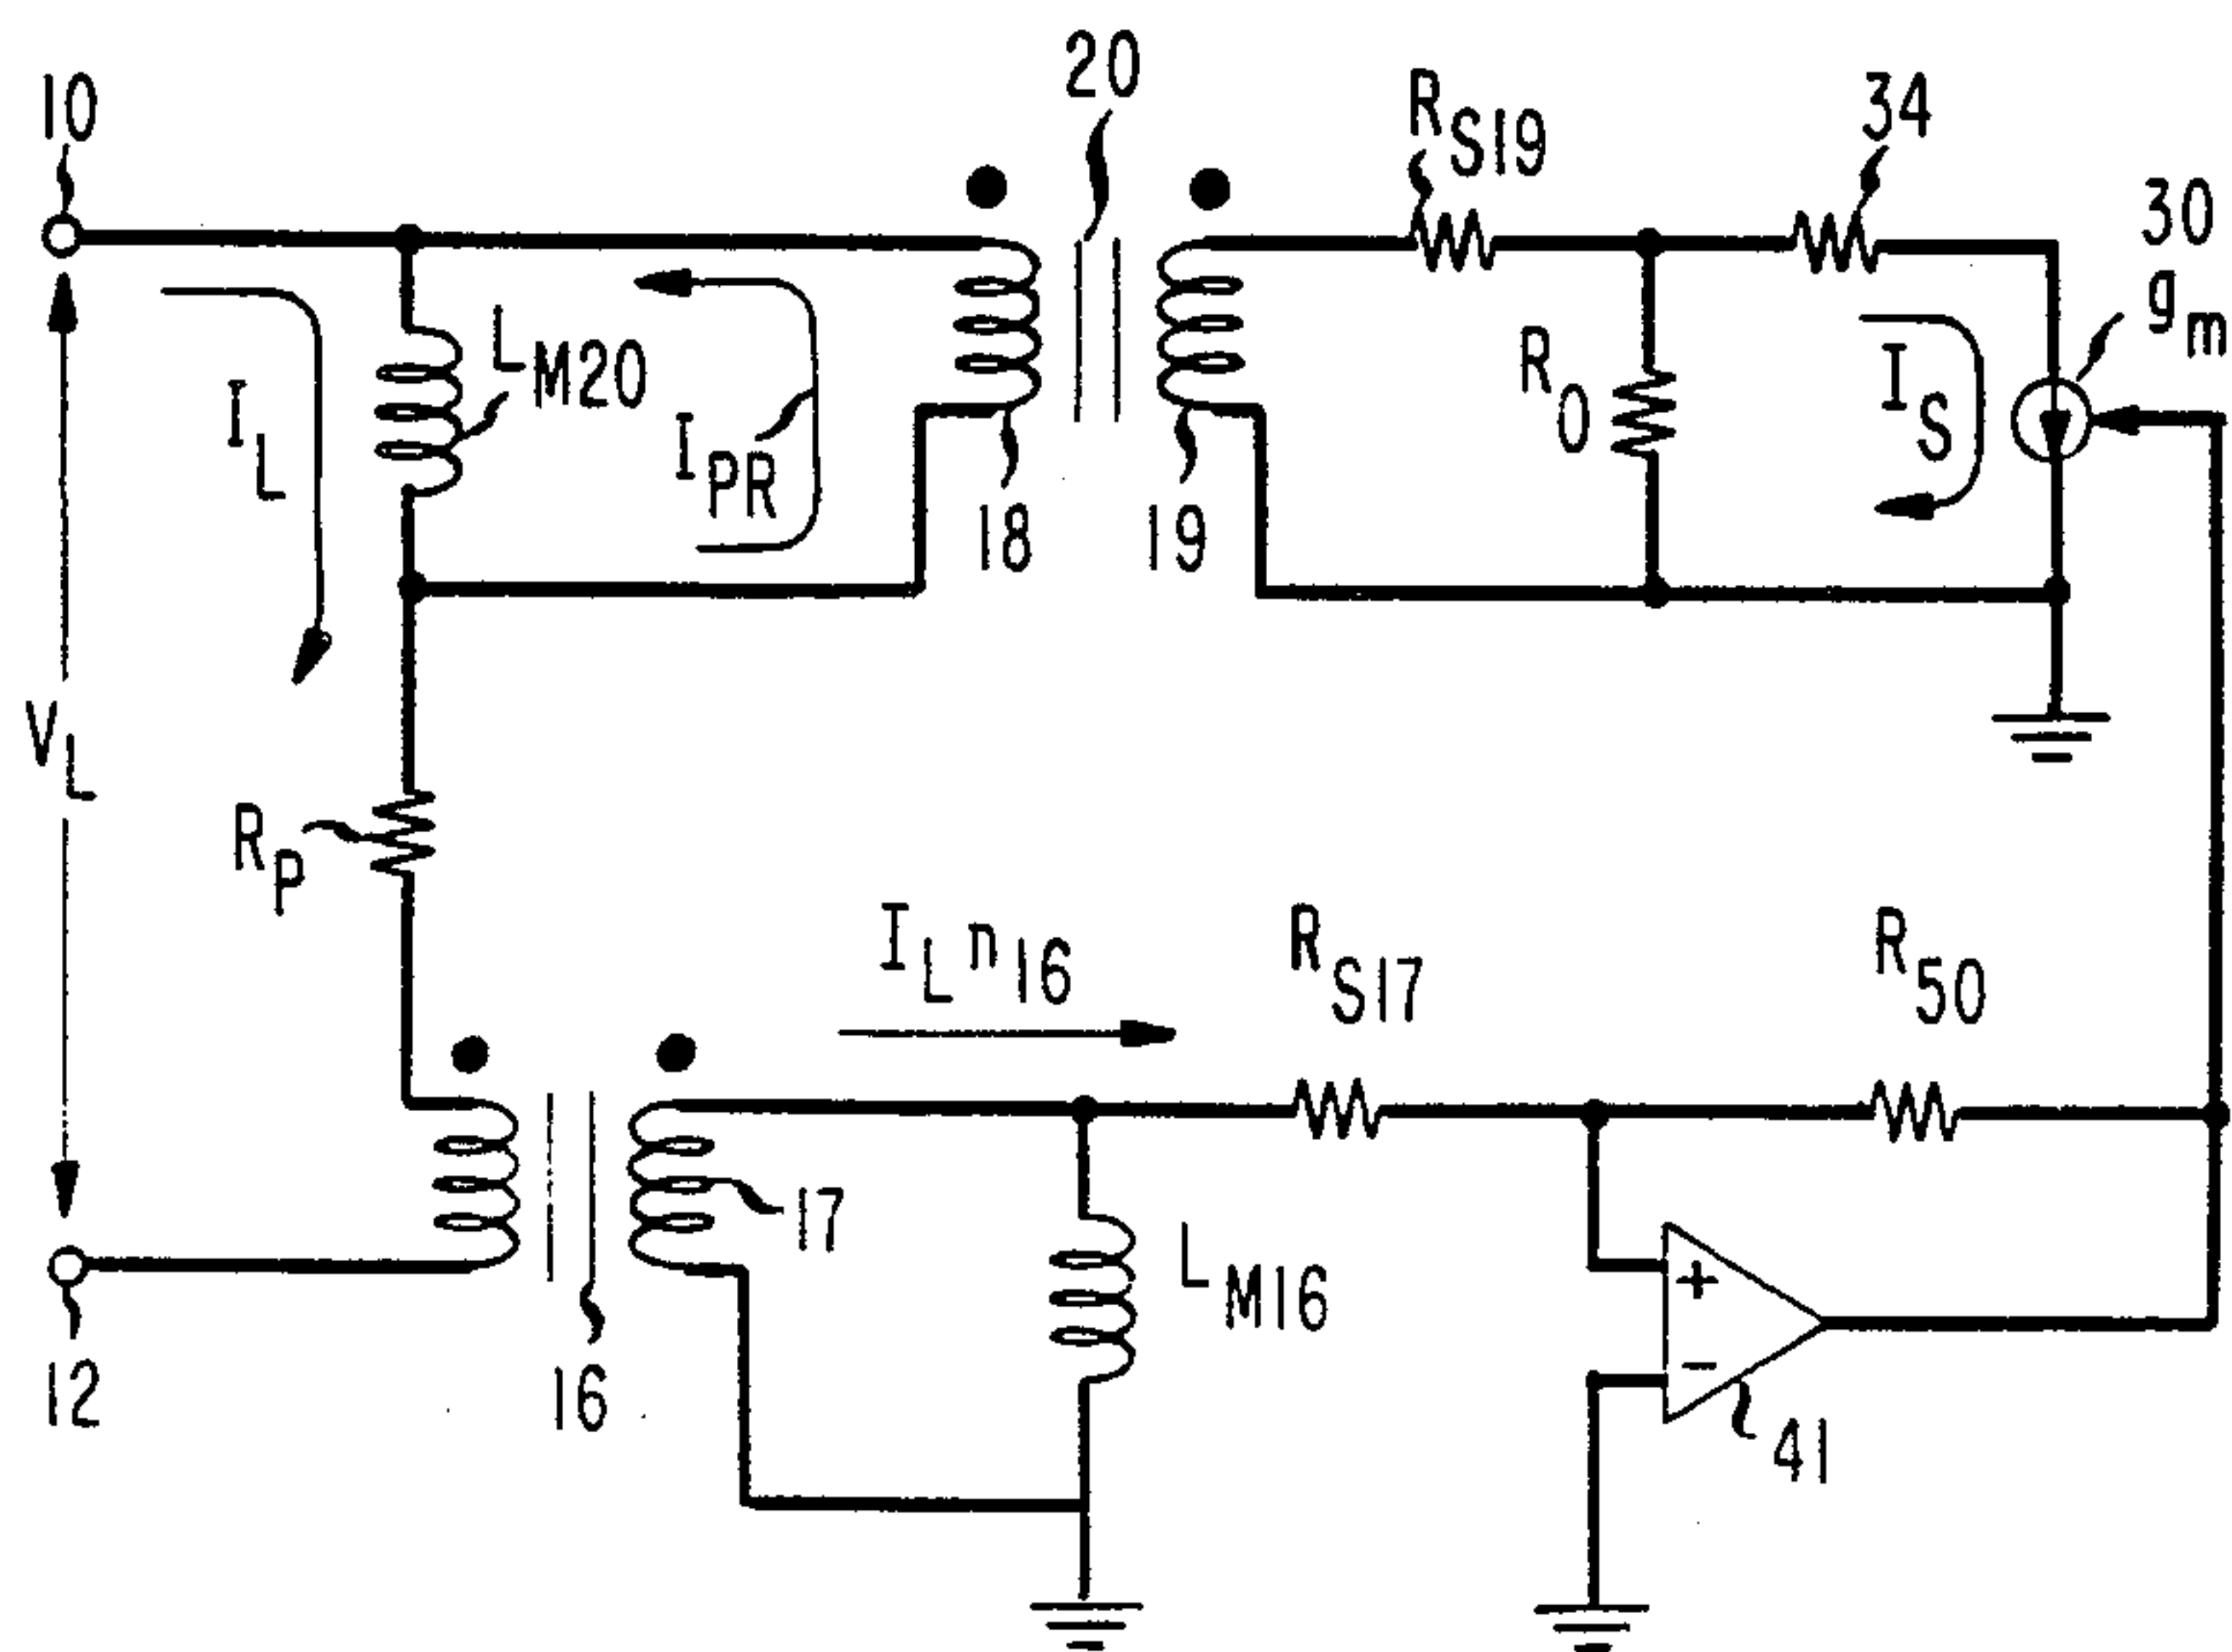 10
20
R_S19
34
30
g_m
L_M20
I_L
I_PR
R_0
I_S
18
19
V_L
R_P
I_L n_16
R_S17
R_50
17
L_M16
+
−
12
16
41